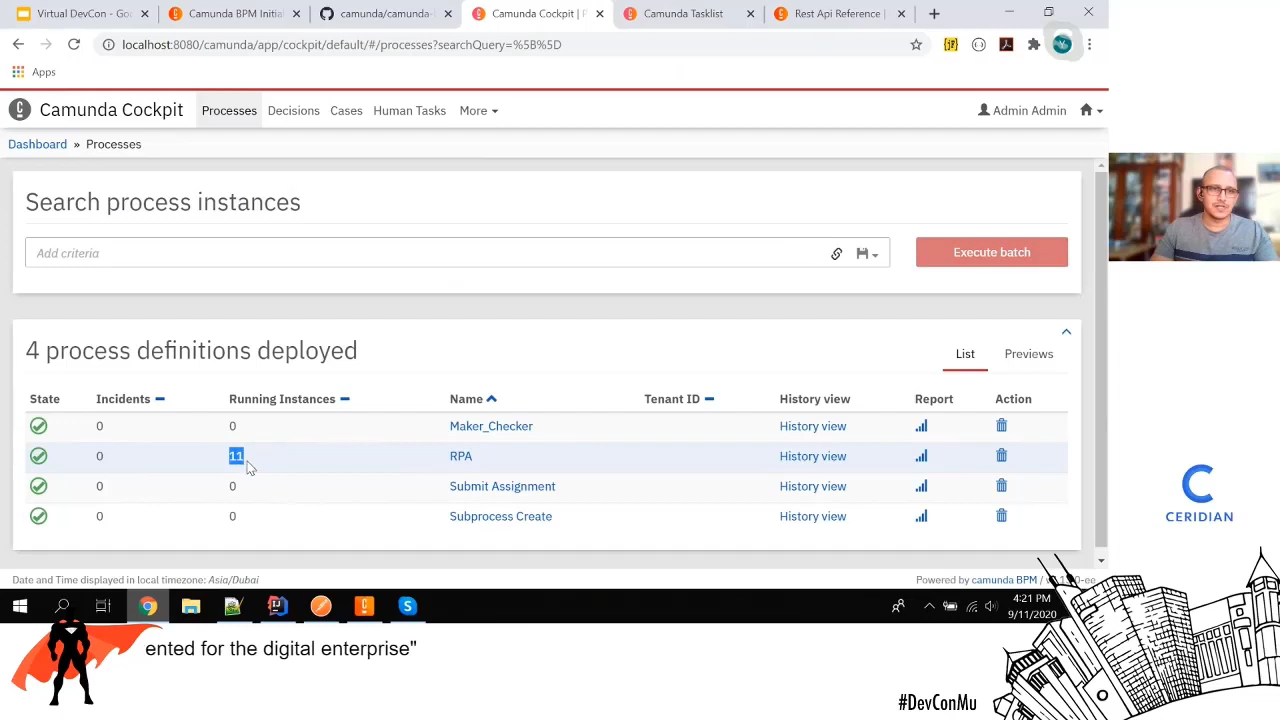 Virtual DevCon - Goo
Camunda BPM Initial
camunda/camunda-
Camunda Cockpit | P
Camunda Tasklist
Rest Api Reference |
localhost:8080/camunda/app/cockpit/default/#/processes?searchQuery=%5B%5D
Apps
Camunda Cockpit
Processes
Decisions
Cases
Human Tasks
More
Admin Admin
Dashboard » Processes
Search process instances
Add criteria
Execute batch
4 process definitions deployed
List
Previews
State
Incidents
Running Instances
Name
Tenant ID
History view
Report
Action
0
0
Maker_Checker
History view
0
11
RPA
History view
0
0
Submit Assignment
History view
0
0
Subprocess Create
History view
CERIDIAN
Date and Time displayed in local timezone: Asia/Dubai
Powered by camunda BPM /
4:21 PM
9/11/2020
ented for the digital enterprise"
#DevConMu